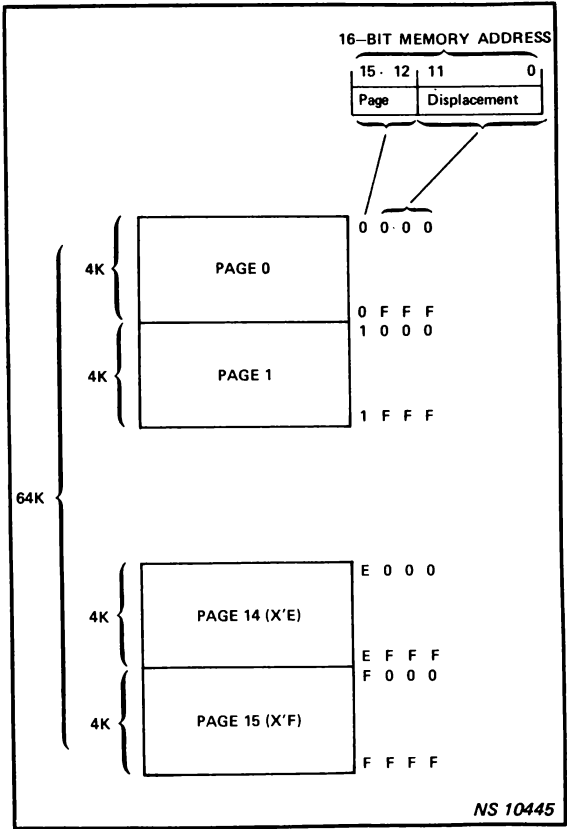 16–BIT MEMORY ADDRESS
15 · 12 11 0
Page Displacement
0 0 · 0 0
4K PAGE 0
0 F F F
1 0 0 0
4K PAGE 1
1 F F F
64K
E 0 0 0
4K PAGE 14 (X'E)
E F F F
F 0 0 0
4K PAGE 15 (X'F)
F F F F
NS 10445